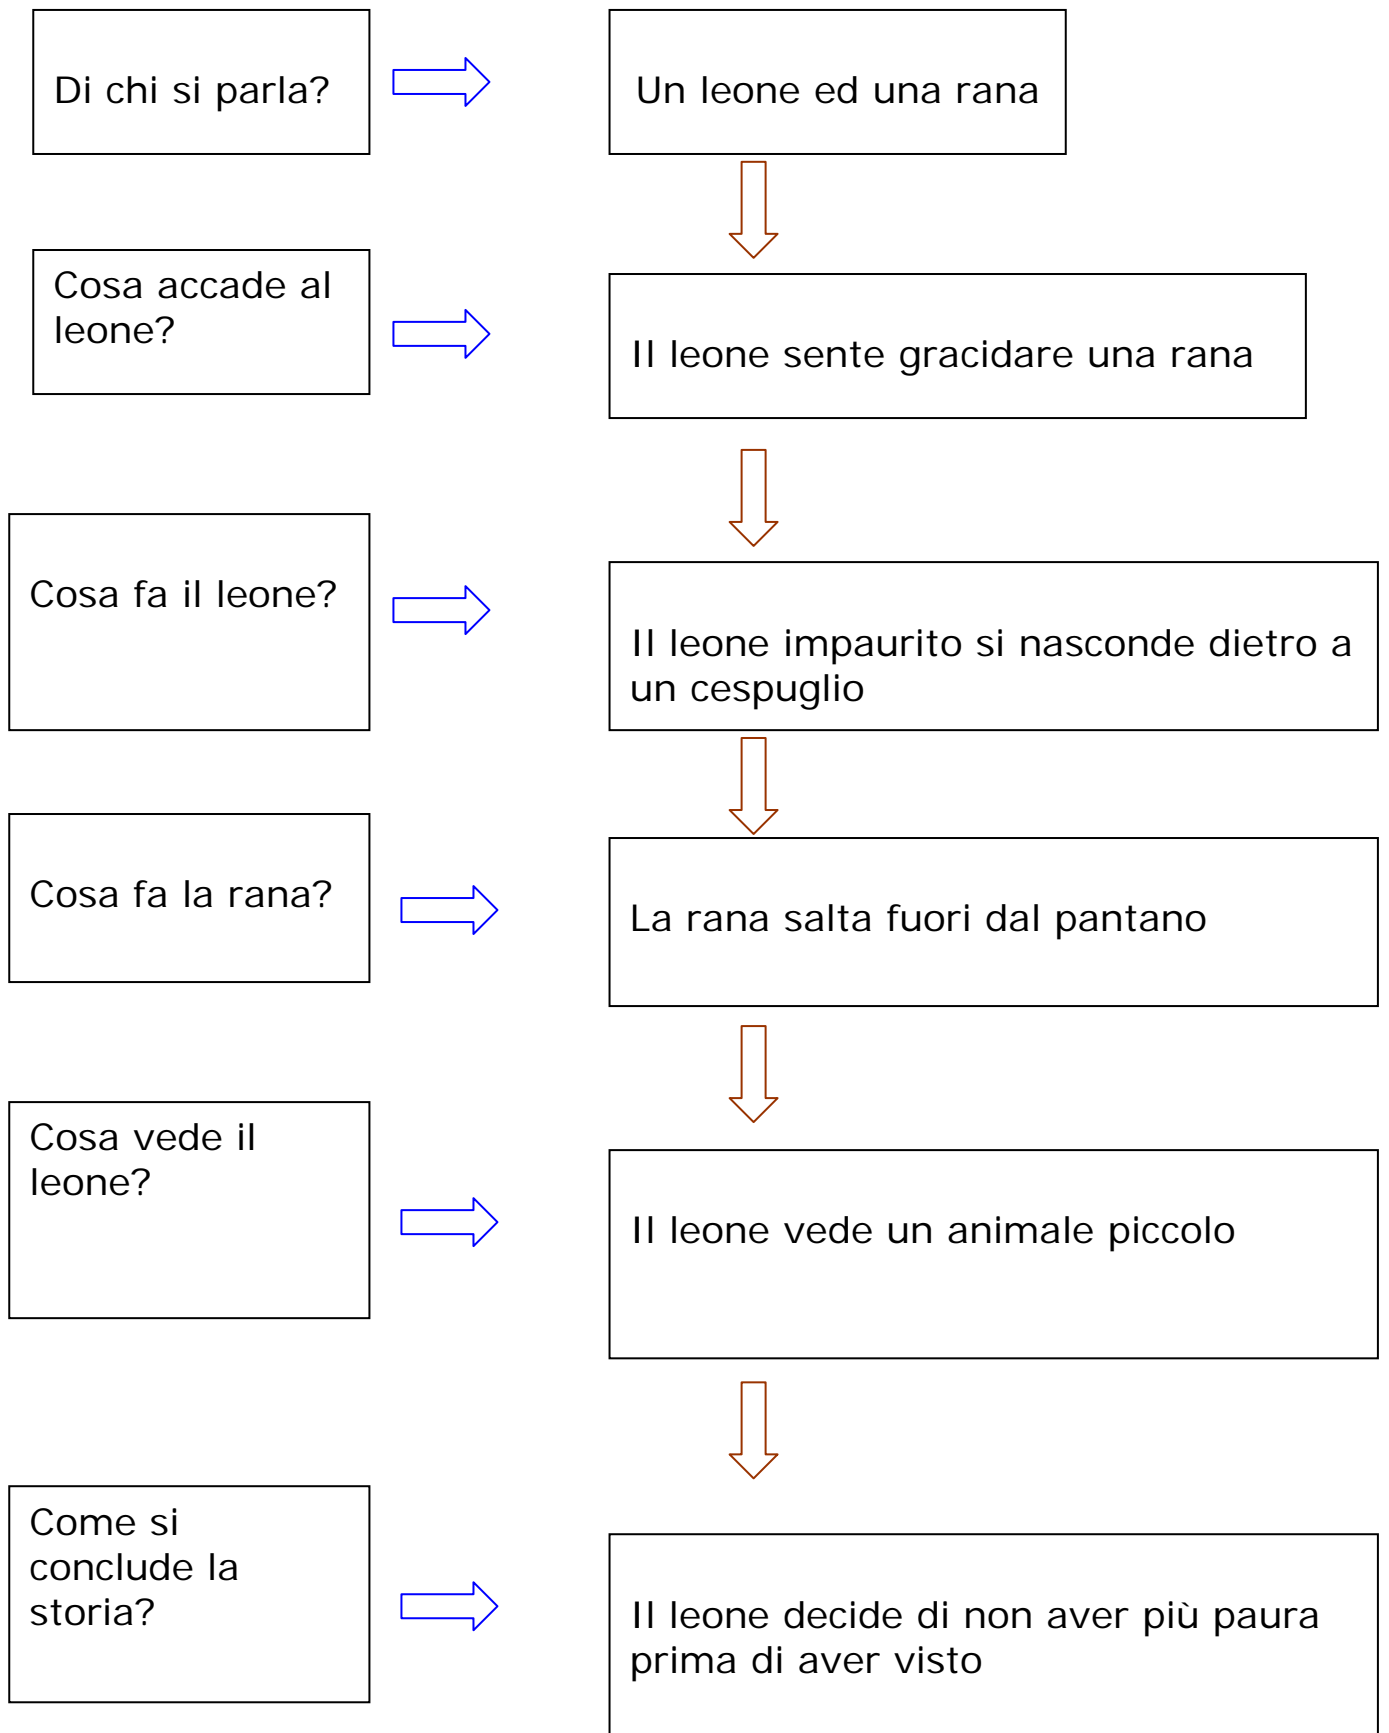 Di chi si parla?
Un leone ed una rana
Cosa accade al
leone?
Il leone sente gracidare una rana
Cosa fa il leone?
Il leone impaurito si nasconde dietro a
un cespuglio
Cosa fa la rana?
La rana salta fuori dal pantano
Cosa vede il
leone?
Il leone vede un animale piccolo
Come si
conclude la
storia?
Il leone decide di non aver più paura
prima di aver visto